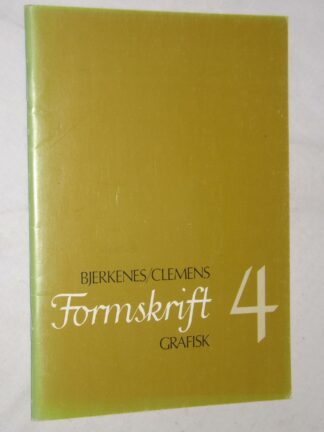 BJERKENES/CLEMENS
Formskrift 4
GRAFISK